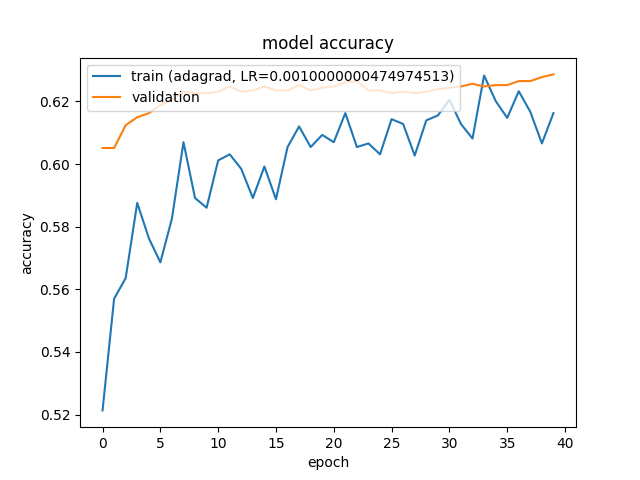 model accuracy
train (adagrad, LR=0.0010000000474974513)
validation
0.62
0.60
0.58
0.56
0.54
0.52
accuracy
0 5 10 15 20 25 30 35 40
epoch